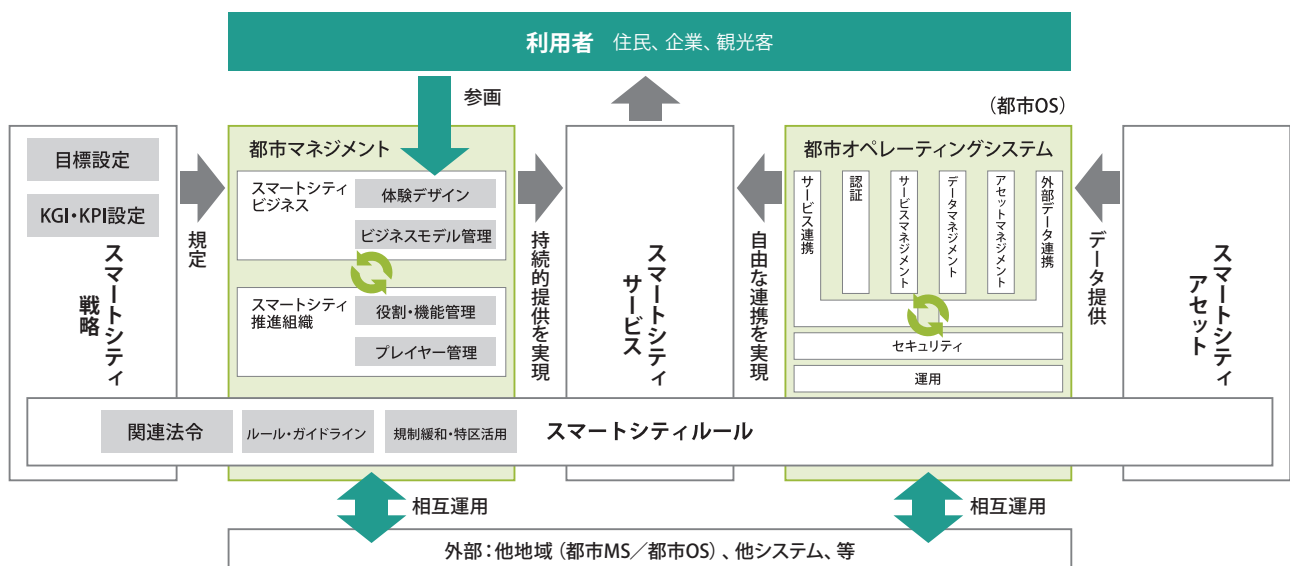 利用者 住民、企業、観光客
参画
(都市OS)
目標設定
KGI・KPI設定
スマートシティ
戦略
規定
都市マネジメント
スマートシティ
ビジネス
体験デザイン
ビジネスモデル管理
スマートシティ
推進組織
役割・機能管理
プレイヤー管理
持続的提供を実現
スマートシティ
サービス
自由な連携を実現
都市オペレーティングシステム
サービス連携
認証
サービスマネジメント
データマネジメント
アセットマネジメント
外部データ連携
セキュリティ
運用
データ提供
スマートシティ
アセット
関連法令
ルール・ガイドライン
規制緩和・特区活用
スマートシティルール
相互運用
相互運用
外部：他地域（都市MS／都市OS）、他システム、等